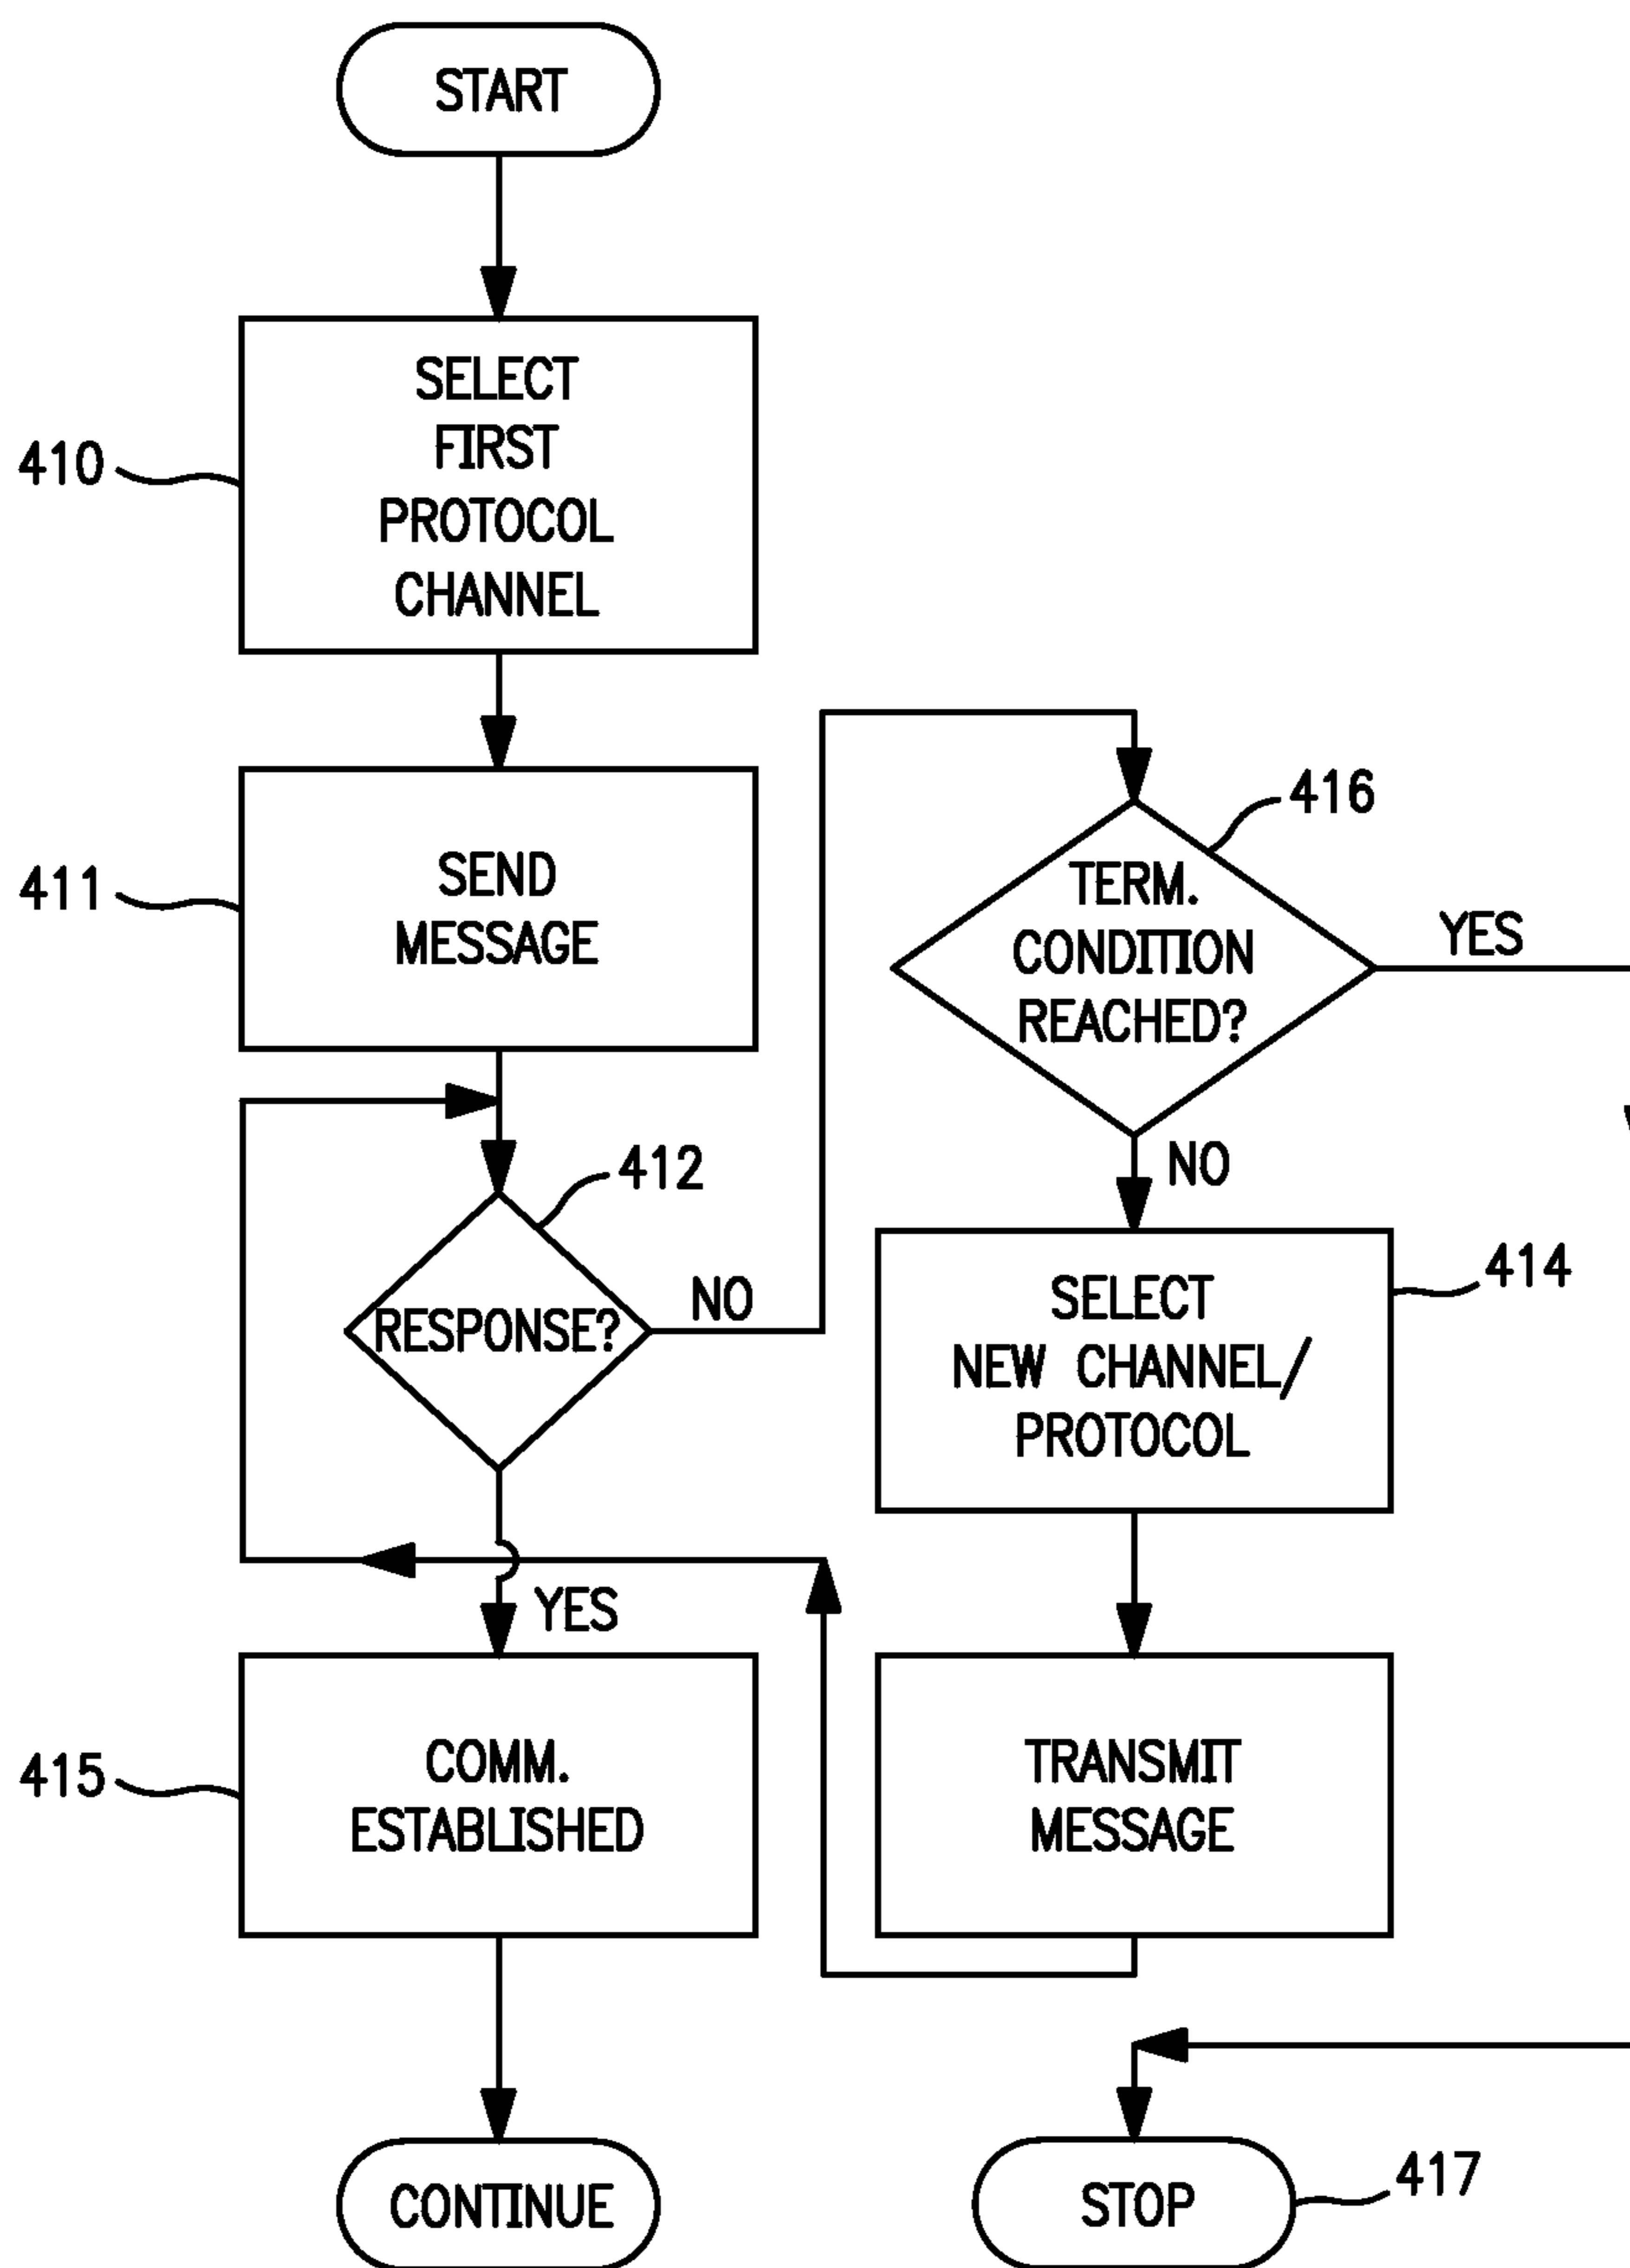 START
410
SELECT
FIRST
PROTOCOL
CHANNEL
411
SEND
MESSAGE
412
RESPONSE?
NO
YES
415
COMM.
ESTABLISHED
CONTINUE
416
TERM.
CONDITION
REACHED?
YES
NO
414
SELECT
NEW CHANNEL/
PROTOCOL
TRANSMIT
MESSAGE
STOP
417